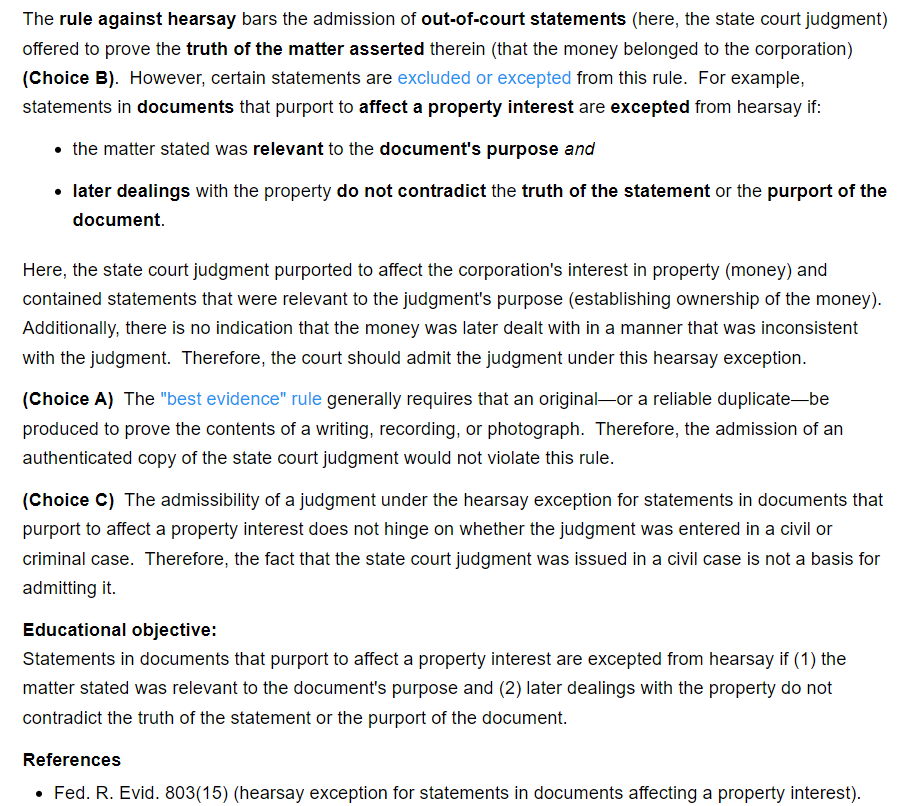 The rule against hearsay bars the admission of out-of-court statements (here, the state court judgment)
offered to prove the truth of the matter asserted therein (that the money belonged to the corporation)
(Choice B).  However, certain statements are excluded or excepted from this rule.  For example,
statements in documents that purport to affect a property interest are excepted from hearsay if:
• the matter stated was relevant to the document's purpose and
• later dealings with the property do not contradict the truth of the statement or the purport of the
document.
Here, the state court judgment purported to affect the corporation's interest in property (money) and
contained statements that were relevant to the judgment's purpose (establishing ownership of the money).
Additionally, there is no indication that the money was later dealt with in a manner that was inconsistent
with the judgment.  Therefore, the court should admit the judgment under this hearsay exception.
(Choice A)  The "best evidence" rule generally requires that an original—or a reliable duplicate—be
produced to prove the contents of a writing, recording, or photograph.  Therefore, the admission of an
authenticated copy of the state court judgment would not violate this rule.
(Choice C)  The admissibility of a judgment under the hearsay exception for statements in documents that
purport to affect a property interest does not hinge on whether the judgment was entered in a civil or
criminal case.  Therefore, the fact that the state court judgment was issued in a civil case is not a basis for
admitting it.
Educational objective:
Statements in documents that purport to affect a property interest are excepted from hearsay if (1) the
matter stated was relevant to the document's purpose and (2) later dealings with the property do not
contradict the truth of the statement or the purport of the document.
References
• Fed. R. Evid. 803(15) (hearsay exception for statements in documents affecting a property interest).